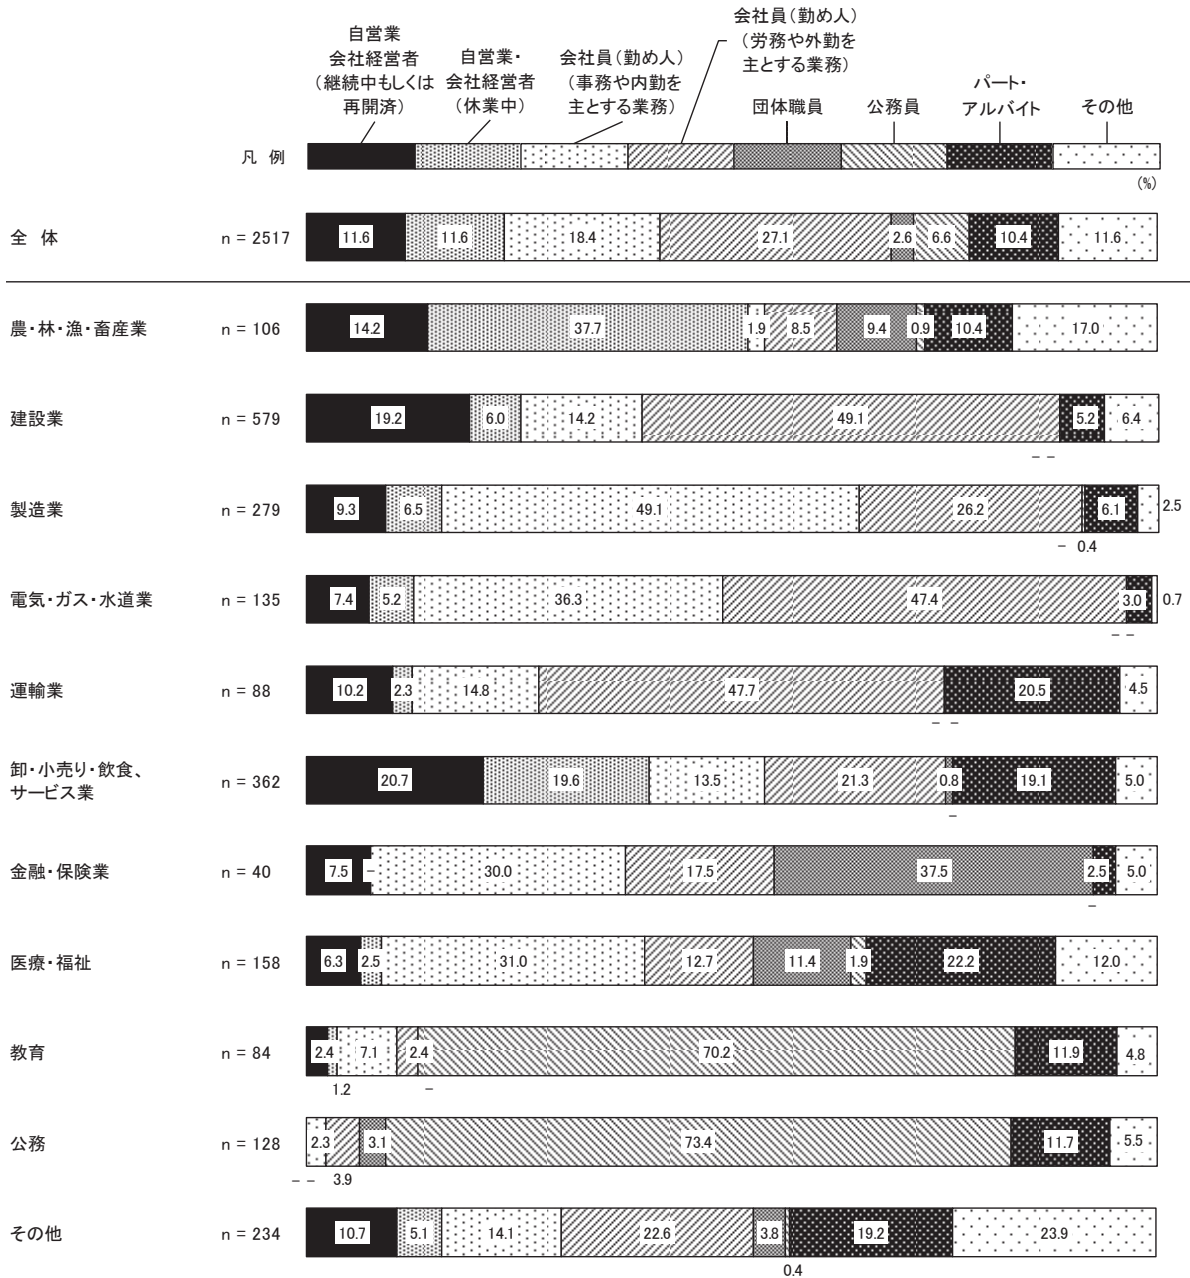 自営業
会社経営者
（継続中もしくは
再開済）
自営業・
会社経営者
（休業中）
会社員（勤め人）
（事務や内勤を
主とする業務）
会社員（勤め人）
（労務や外勤を
主とする業務）
団体職員
公務員
パート・
アルバイト
その他
凡 例
(%)
全 体 n = 2517 11.6 11.6 18.4 27.1 2.6 6.6 10.4 11.6
農・林・漁・畜産業 n = 106 14.2 37.7 1.9 8.5 9.4 0.9 10.4 17.0
建設業 n = 579 19.2 6.0 14.2 49.1 5.2 6.4
– –
製造業 n = 279 9.3 6.5 49.1 26.2 6.1 2.5
– 0.4
電気・ガス・水道業 n = 135 7.4 5.2 36.3 47.4 3.0 0.7
– –
運輸業 n = 88 10.2 2.3 14.8 47.7 20.5 4.5
– –
卸・小売り・飲食、
サービス業 n = 362 20.7 19.6 13.5 21.3 0.8 19.1 5.0
–
金融・保険業 n = 40 7.5 – 30.0 17.5 37.5 2.5 5.0
–
医療・福祉 n = 158 6.3 2.5 31.0 12.7 11.4 1.9 22.2 12.0
教育 n = 84 2.4 7.1 2.4 70.2 11.9 4.8
1.2 –
公務 n = 128 2.3 3.1 73.4 11.7 5.5
– – 3.9
その他 n = 234 10.7 5.1 14.1 22.6 3.8 19.2 23.9
0.4